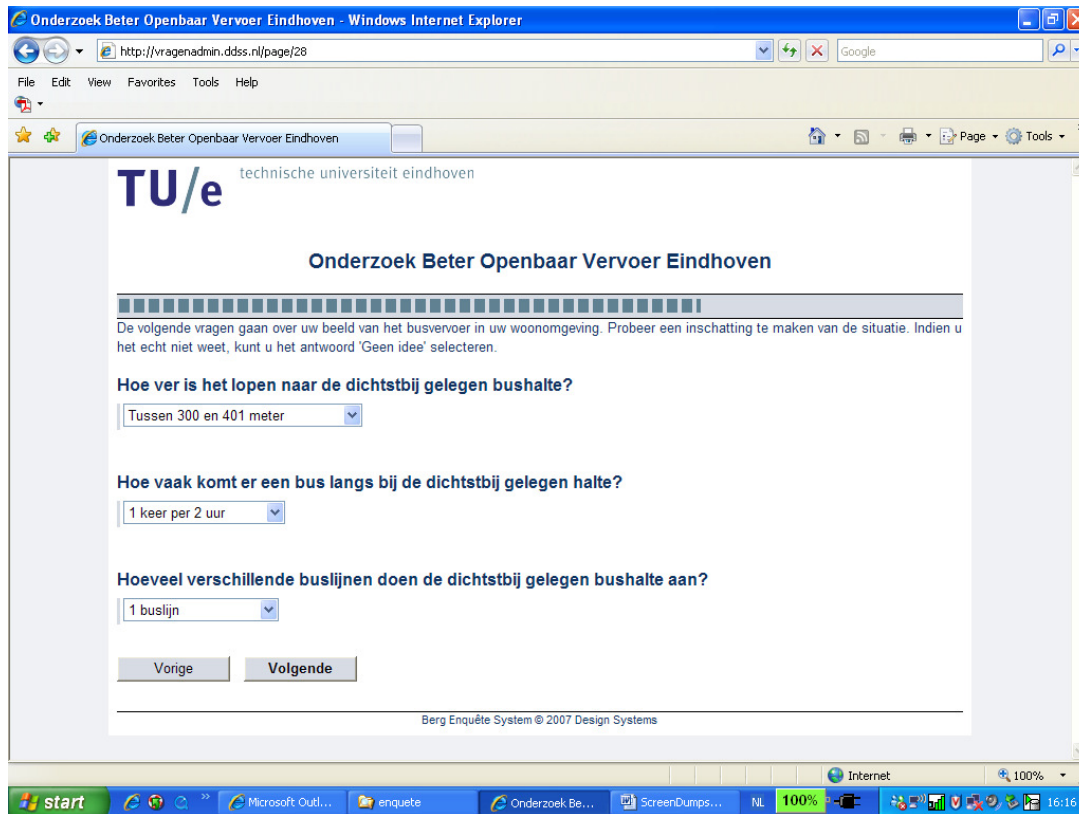 Onderzoek Beter Openbaar Vervoer Eindhoven - Windows Internet Explorer
http://vragenadmin.ddss.nl/page/28
Google
File Edit View Favorites Tools Help
Onderzoek Beter Openbaar Vervoer Eindhoven
Page Tools
TU/e technische universiteit eindhoven
Onderzoek Beter Openbaar Vervoer Eindhoven
De volgende vragen gaan over uw beeld van het busvervoer in uw woonomgeving. Probeer een inschatting te maken van de situatie. Indien u
het echt niet weet, kunt u het antwoord 'Geen idee' selecteren.
Hoe ver is het lopen naar de dichtstbij gelegen bushalte?
Tussen 300 en 401 meter
Hoe vaak komt er een bus langs bij de dichtstbij gelegen halte?
1 keer per 2 uur
Hoeveel verschillende buslijnen doen de dichtstbij gelegen bushalte aan?
1 buslijn
Vorige Volgende
Berg Enquête System © 2007 Design Systems
Internet 100%
start Microsoft Outl... enquete Onderzoek Be... ScreenDumps... NL 100% 16:16